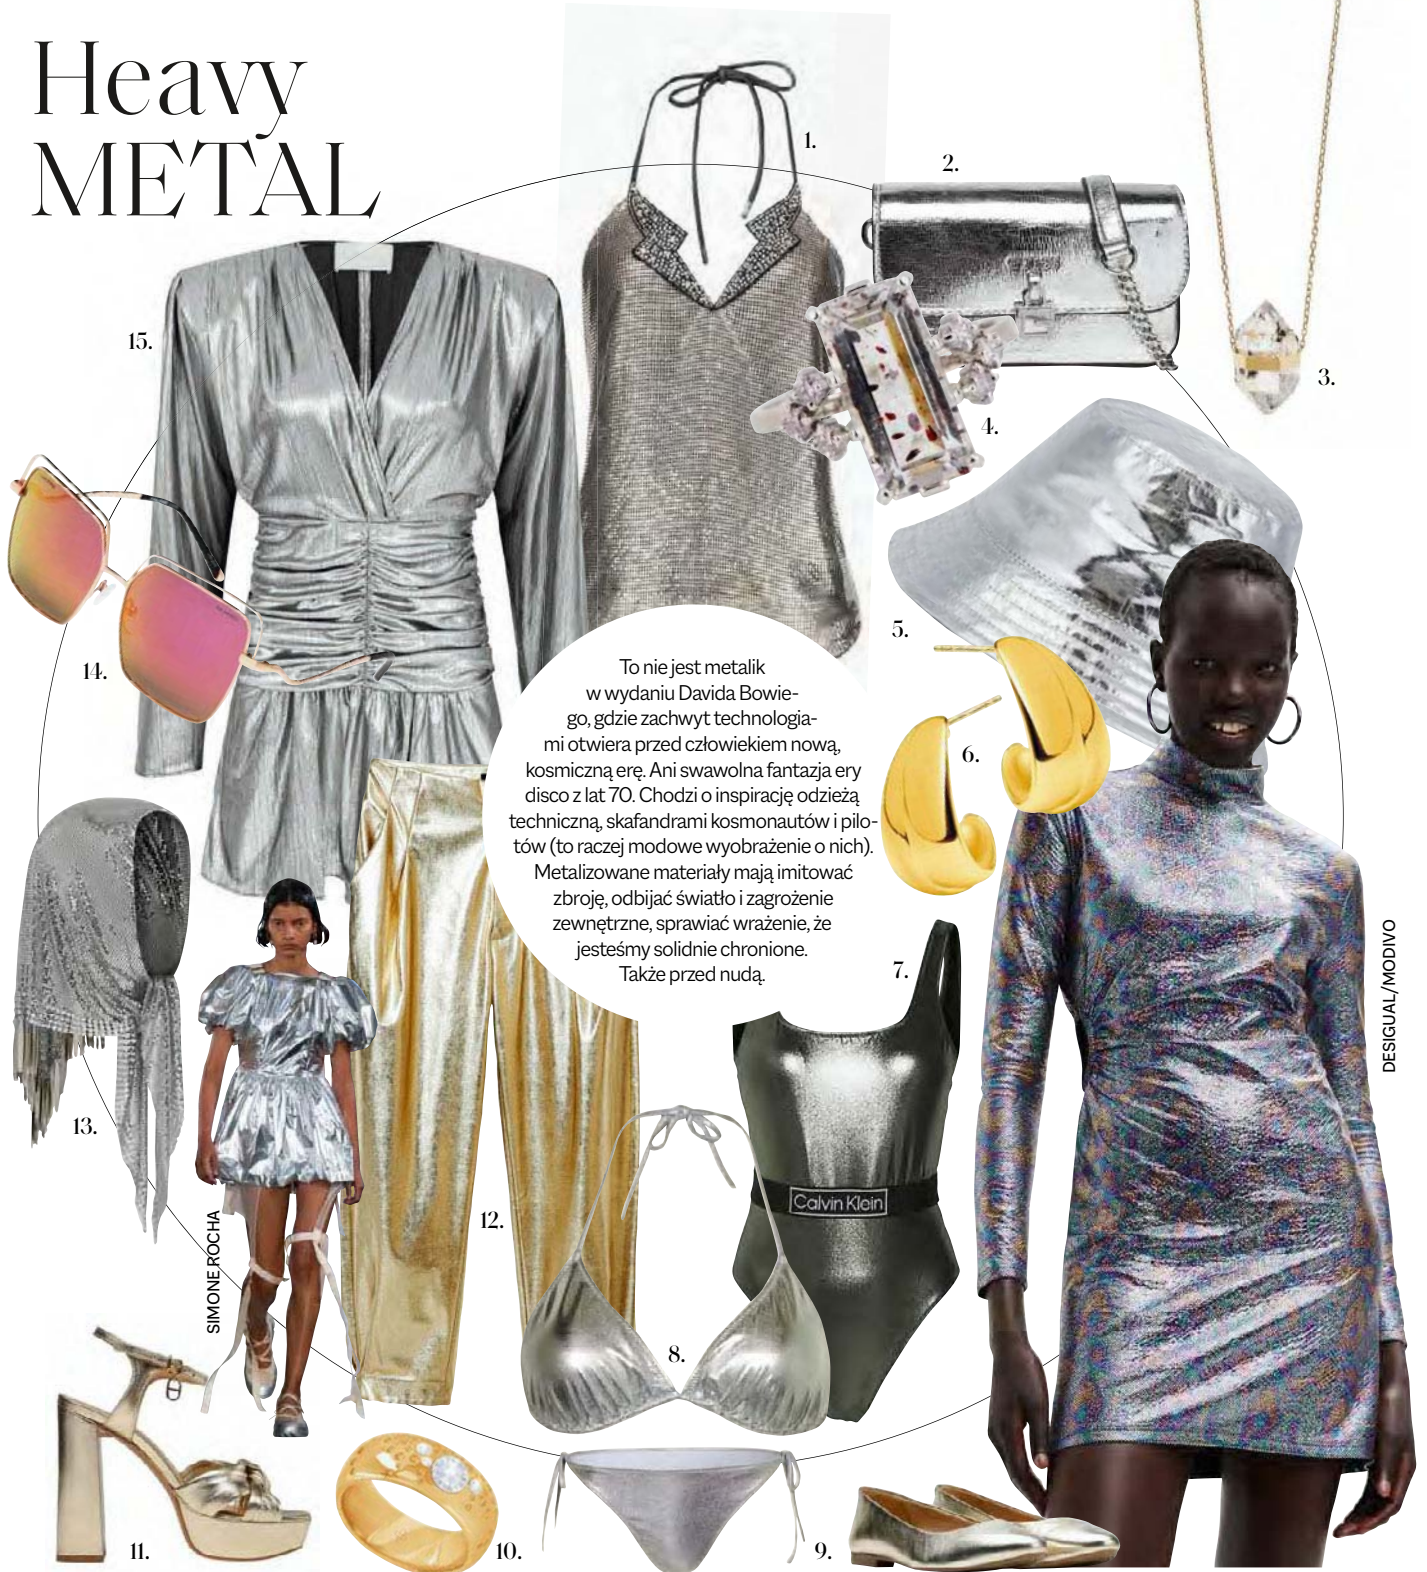 Heavy
METAL
1.
2.
3.
4.
5.
6.
7.
8.
9.
10.
11.
12.
13.
14.
15.
To nie jest metalik
w wydaniu Davida Bowie-
go, gdzie zachwyt technologia-
mi otwiera przed człowiekiem nową,
kosmiczną erę. Ani swawolna fantazja ery
disco z lat 70. Chodzi o inspirację odzieżą
techniczną, skafandrami kosmonautów i pilo-
tów (to raczej modowe wyobrażenie o nich).
Metalizowane materiały mają imitować
zbroję, odbijać światło i zagrożenie
zewnętrzne, sprawiać wrażenie, że
jesteśmy solidnie chronione.
Także przed nudą.
Calvin Klein
SIMONE ROCHA
DESIGUAL/MODIVO